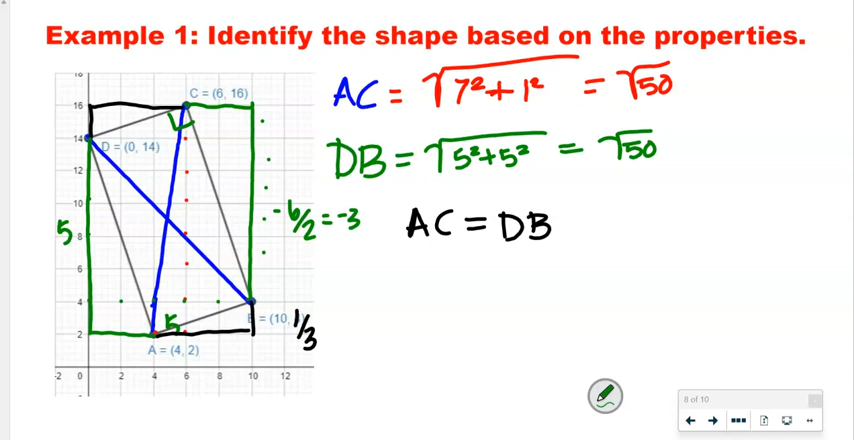 Example 1: Identify the shape based on the properties.
AC = √7²+1² = √50
DB = √5²+5² = √50
AC = DB
-6/2 = -3
1/3
5
5
C = (6, 16)
D = (0, 14)
= (10,
A = (4, 2)
16
14
12
10
8
6
4
2
-2 0 2 4 6 8 10 12
8 of 10